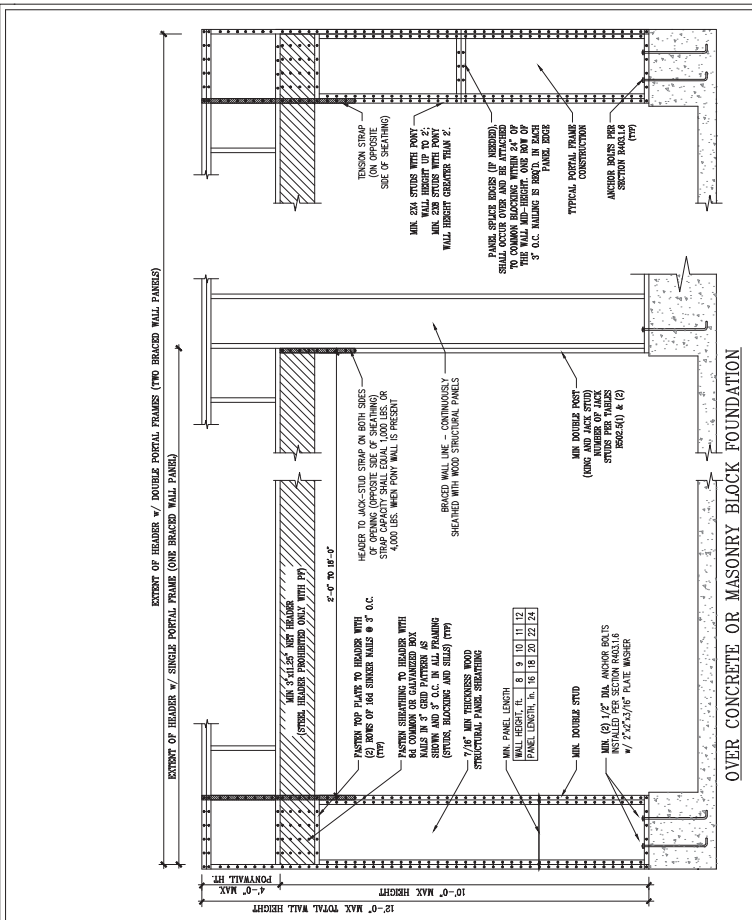 EXTENT OF HEADER w/ DOUBLE PORTAL FRAMES (TWO BRACED WALL PANELS)
EXTENT OF HEADER w/ SINGLE PORTAL FRAME (ONE BRACED WALL PANEL)
MIN 3"x11.25" NET HEADER
(STEEL HEADER PROHIBITED ONLY WITH PF)
2'-0" TO 18'-0"
12'-0" MAX. TOTAL WALL HEIGHT
4'-0" MAX.
PONYWALL HT.
10'-0" MAX. HEIGHT
FASTEN TOP PLATE TO HEADER WITH
(2) ROWS OF 16d SINKER NAILS @ 3" O.C.
(TYP)
FASTEN SHEATHING TO HEADER WITH
8d COMMON OR GALVANIZED BOX
NAILS IN 3" GRID PATTERN AS
SHOWN AND 3" O.C. IN ALL FRAMING
(STUDS, BLOCKING AND SILLS) (TYP)
7/16" MIN THICKNESS WOOD
STRUCTURAL PANEL SHEATHING
MIN. PANEL LENGTH
WALL HEIGHT, ft. 8 9 10 11 12
PANEL LENGTH, in. 16 18 20 22 24
MIN. DOUBLE STUD
MIN. (2) 1/2" DIA. ANCHOR BOLTS
INSTALLED PER SECTION R403.1.6
w/ 2"x2"x3/16" PLATE WASHER
HEADER TO JACK-STUD STRAP ON BOTH SIDES
OF OPENING (OPPOSITE SIDE OF SHEATHING)
STRAP CAPACITY SHALL EQUAL 1,000 LBS. OR
4,000 LBS. WHEN PONY WALL IS PRESENT
BRACED WALL LINE - CONTINUOUSLY
SHEATHED WITH WOOD STRUCTURAL PANELS
MIN DOUBLE POST
(KING AND JACK STUD)
NUMBER OF JACK
STUDS PER TABLES
R502.5(1) & (2)
TENSION STRAP
(ON OPPOSITE
SIDE OF SHEATHING)
MIN. 2X4 STUDS WITH PONY
WALL HEIGHT UP TO 2';
MIN. 2X6 STUDS WITH PONY
WALL HEIGHT GREATER THAN 2'.
PANEL SPLICE EDGES (IF NEEDED),
SHALL OCCUR OVER AND BE ATTACHED
TO COMMON BLOCKING WITHIN 24" OF
THE WALL MID-HEIGHT. ONE ROW OF
3" O.C. NAILING IS REQ'D. IN EACH
PANEL EDGE
TYPICAL PORTAL FRAME
CONSTRUCTION
ANCHOR BOLTS PER
SECTION R403.1.6
(TYP)
OVER CONCRETE OR MASONRY BLOCK FOUNDATION